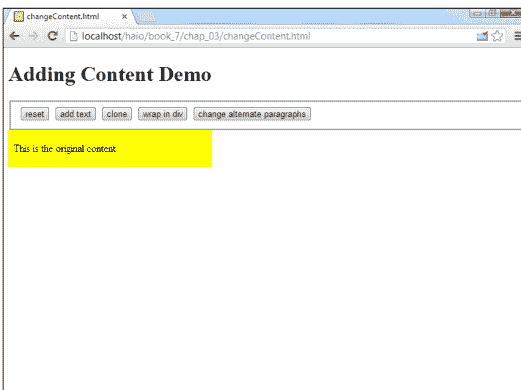 changeContent.html
localhost/haio/book_7/chap_03/changeContent.html
Adding Content Demo
reset add text clone wrap in div change alternate paragraphs
This is the original content